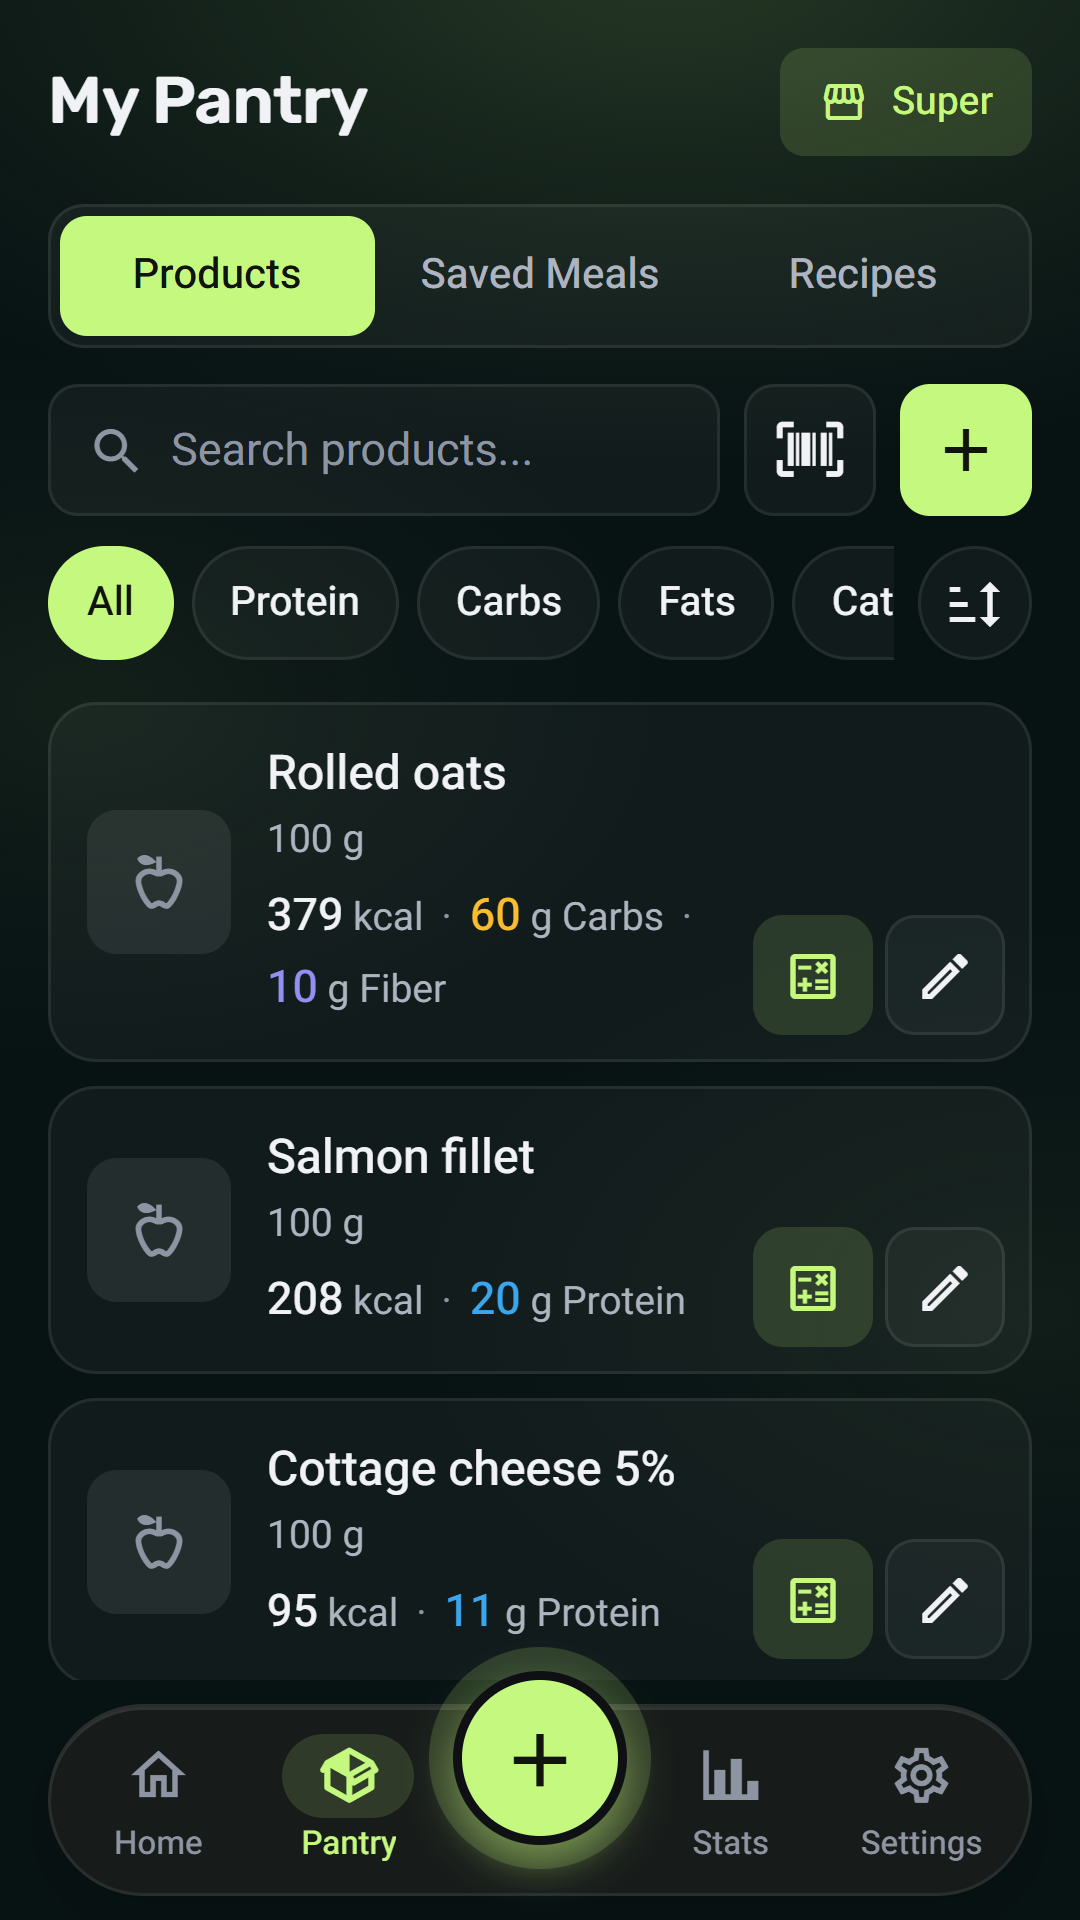 My Pantry
Super
Products
Saved Meals
Recipes
Search products...
All
Protein
Carbs
Fats
Cat
Rolled oats
100 g
379 kcal · 60 g Carbs ·
10 g Fiber
Salmon fillet
100 g
208 kcal · 20 g Protein
Cottage cheese 5%
100 g
95 kcal · 11 g Protein
Home
Pantry
Stats
Settings